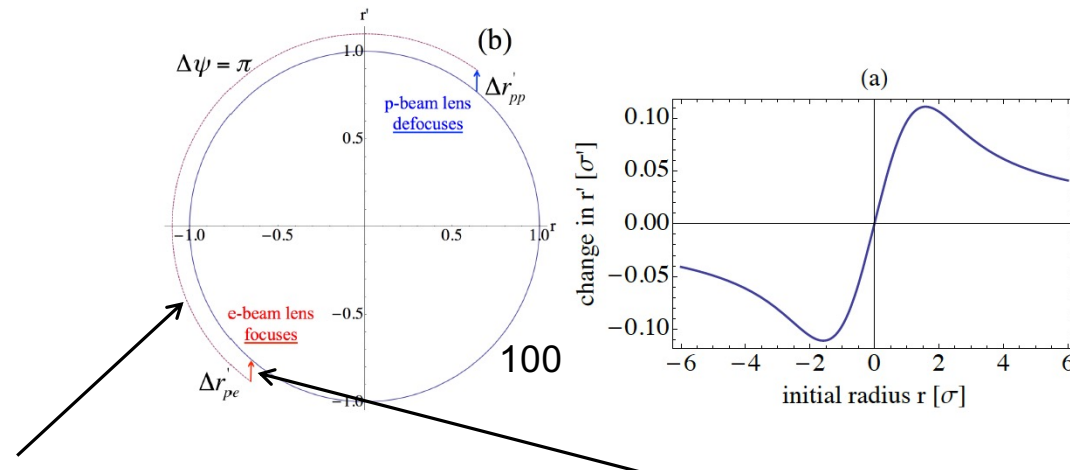 r'
(b)
Δψ = π
1.0
Δr'pp
p-beam lens
defocuses
0.5
−1.0
−0.5
0.5
1.0
r
e-beam lens
focuses
−0.5
Δr'pe
100
−1.0
(a)
change in r' [σ']
0.10
0.05
0.00
−0.05
−0.10
−6
−4
−2
0
2
4
6
initial radius r [σ]